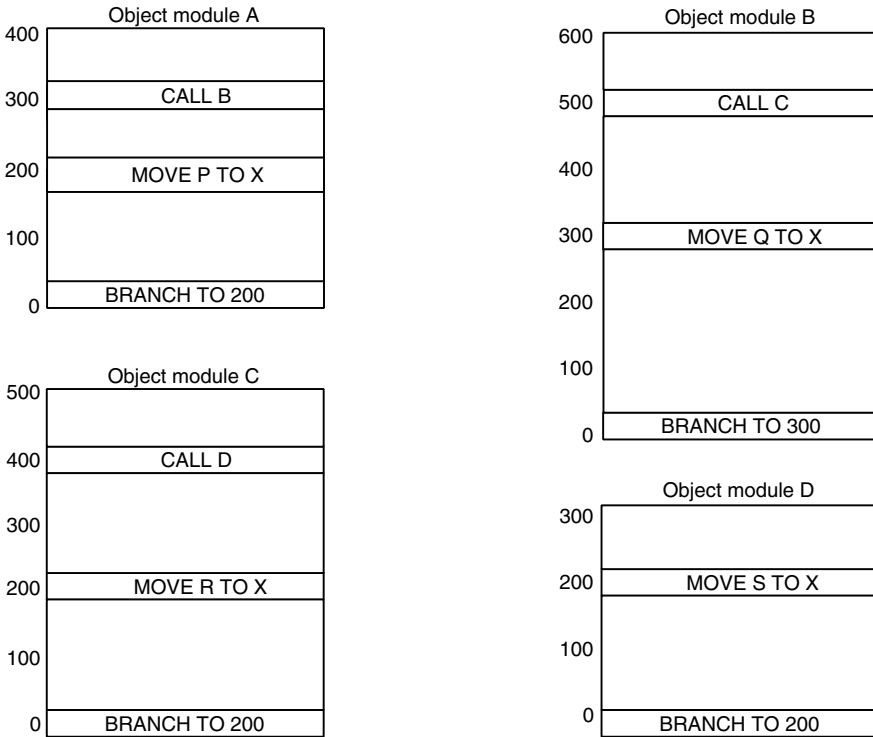 Object module A
400
300
CALL B
200
MOVE P TO X
100
0
BRANCH TO 200
Object module B
600
500
CALL C
400
300
MOVE Q TO X
200
100
0
BRANCH TO 300
Object module C
500
400
CALL D
300
200
MOVE R TO X
100
0
BRANCH TO 200
Object module D
300
200
MOVE S TO X
100
0
BRANCH TO 200